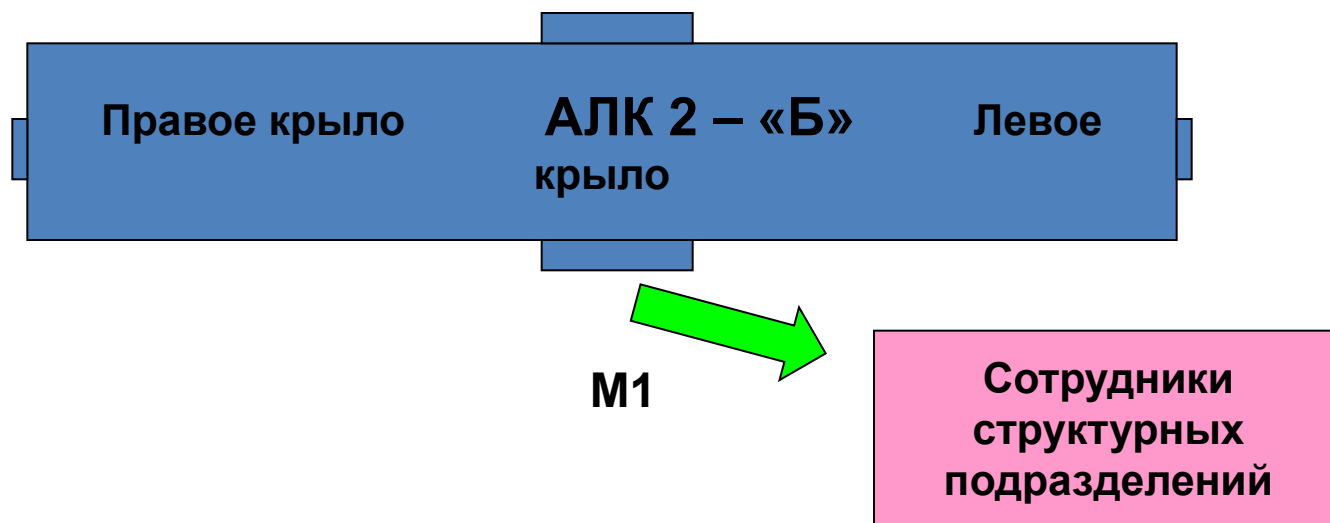 Правое крыло АЛК 2 – «Б» Левое
крыло
М1
Сотрудники
структурных
подразделений